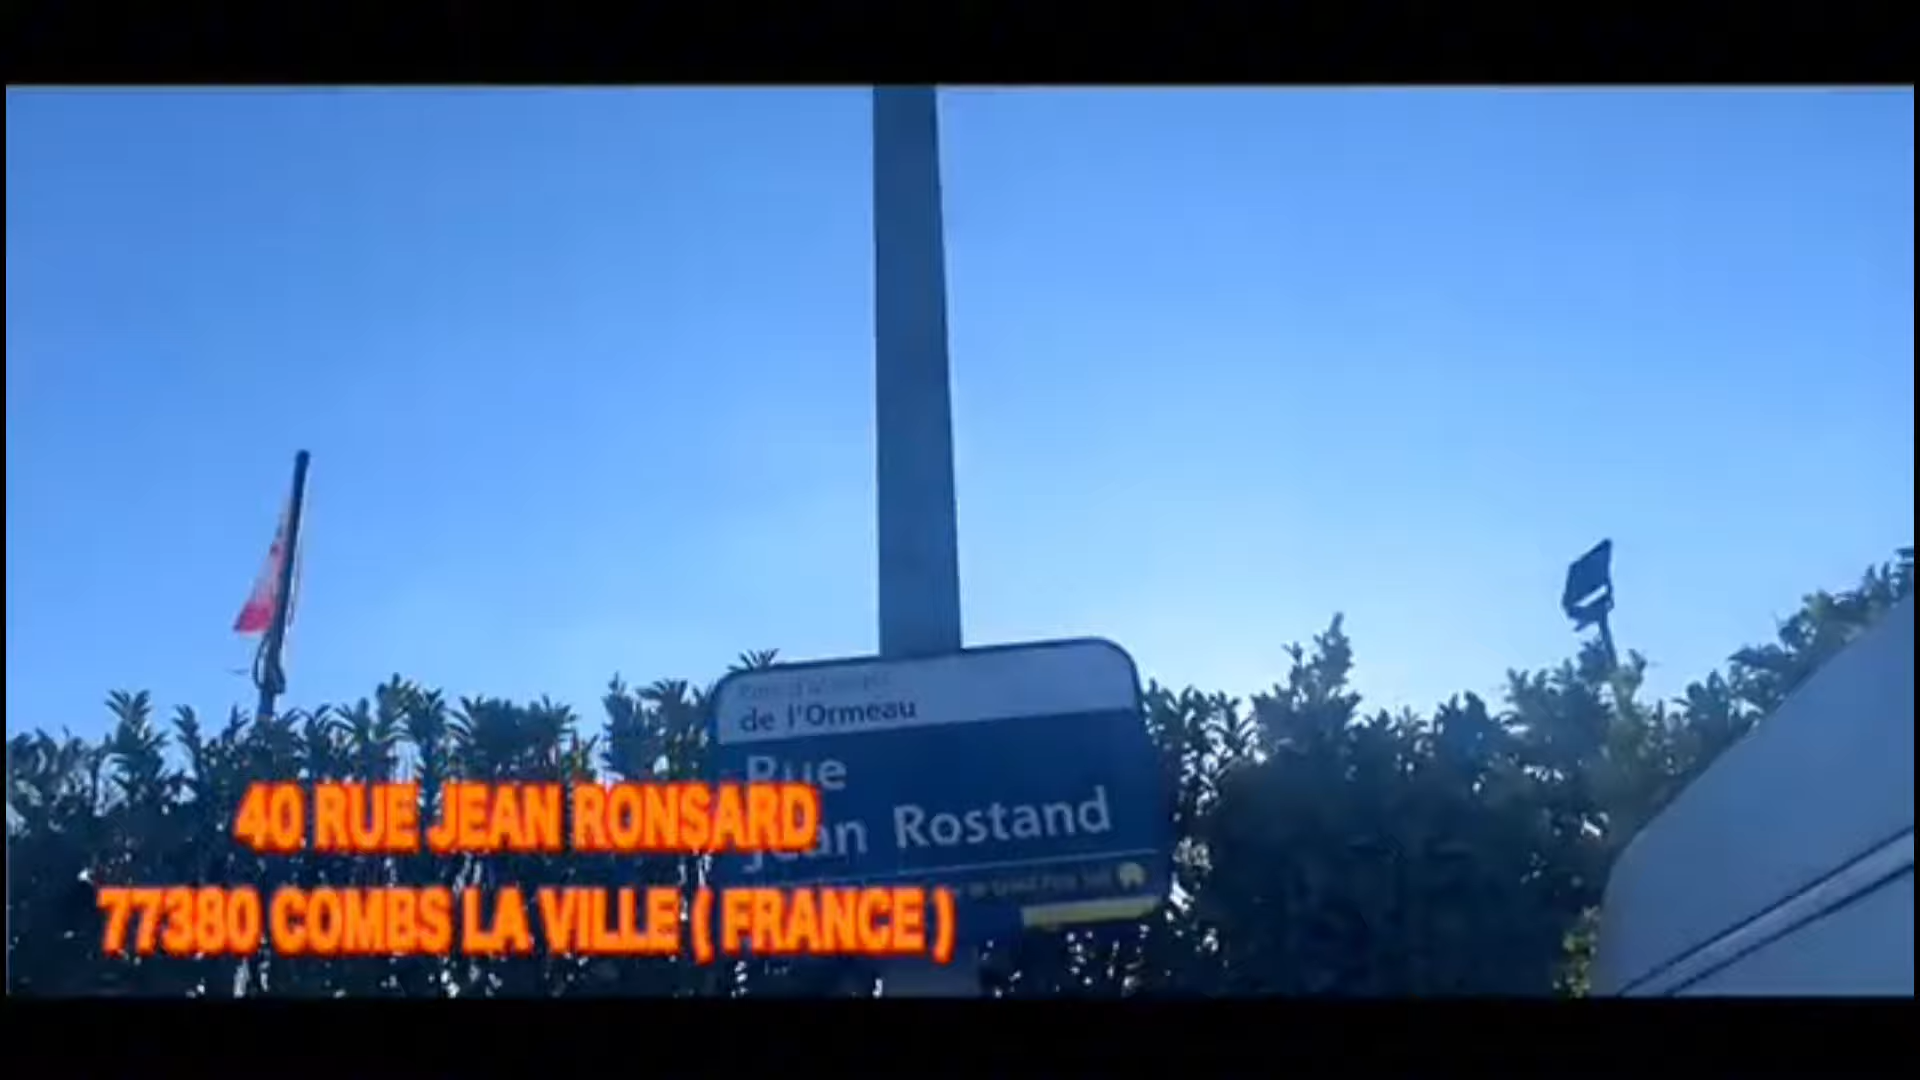 de l'Ormeau
Rue
Jean Rostand
40 RUE JEAN RONSARD
77380 COMBS LA VILLE ( FRANCE )